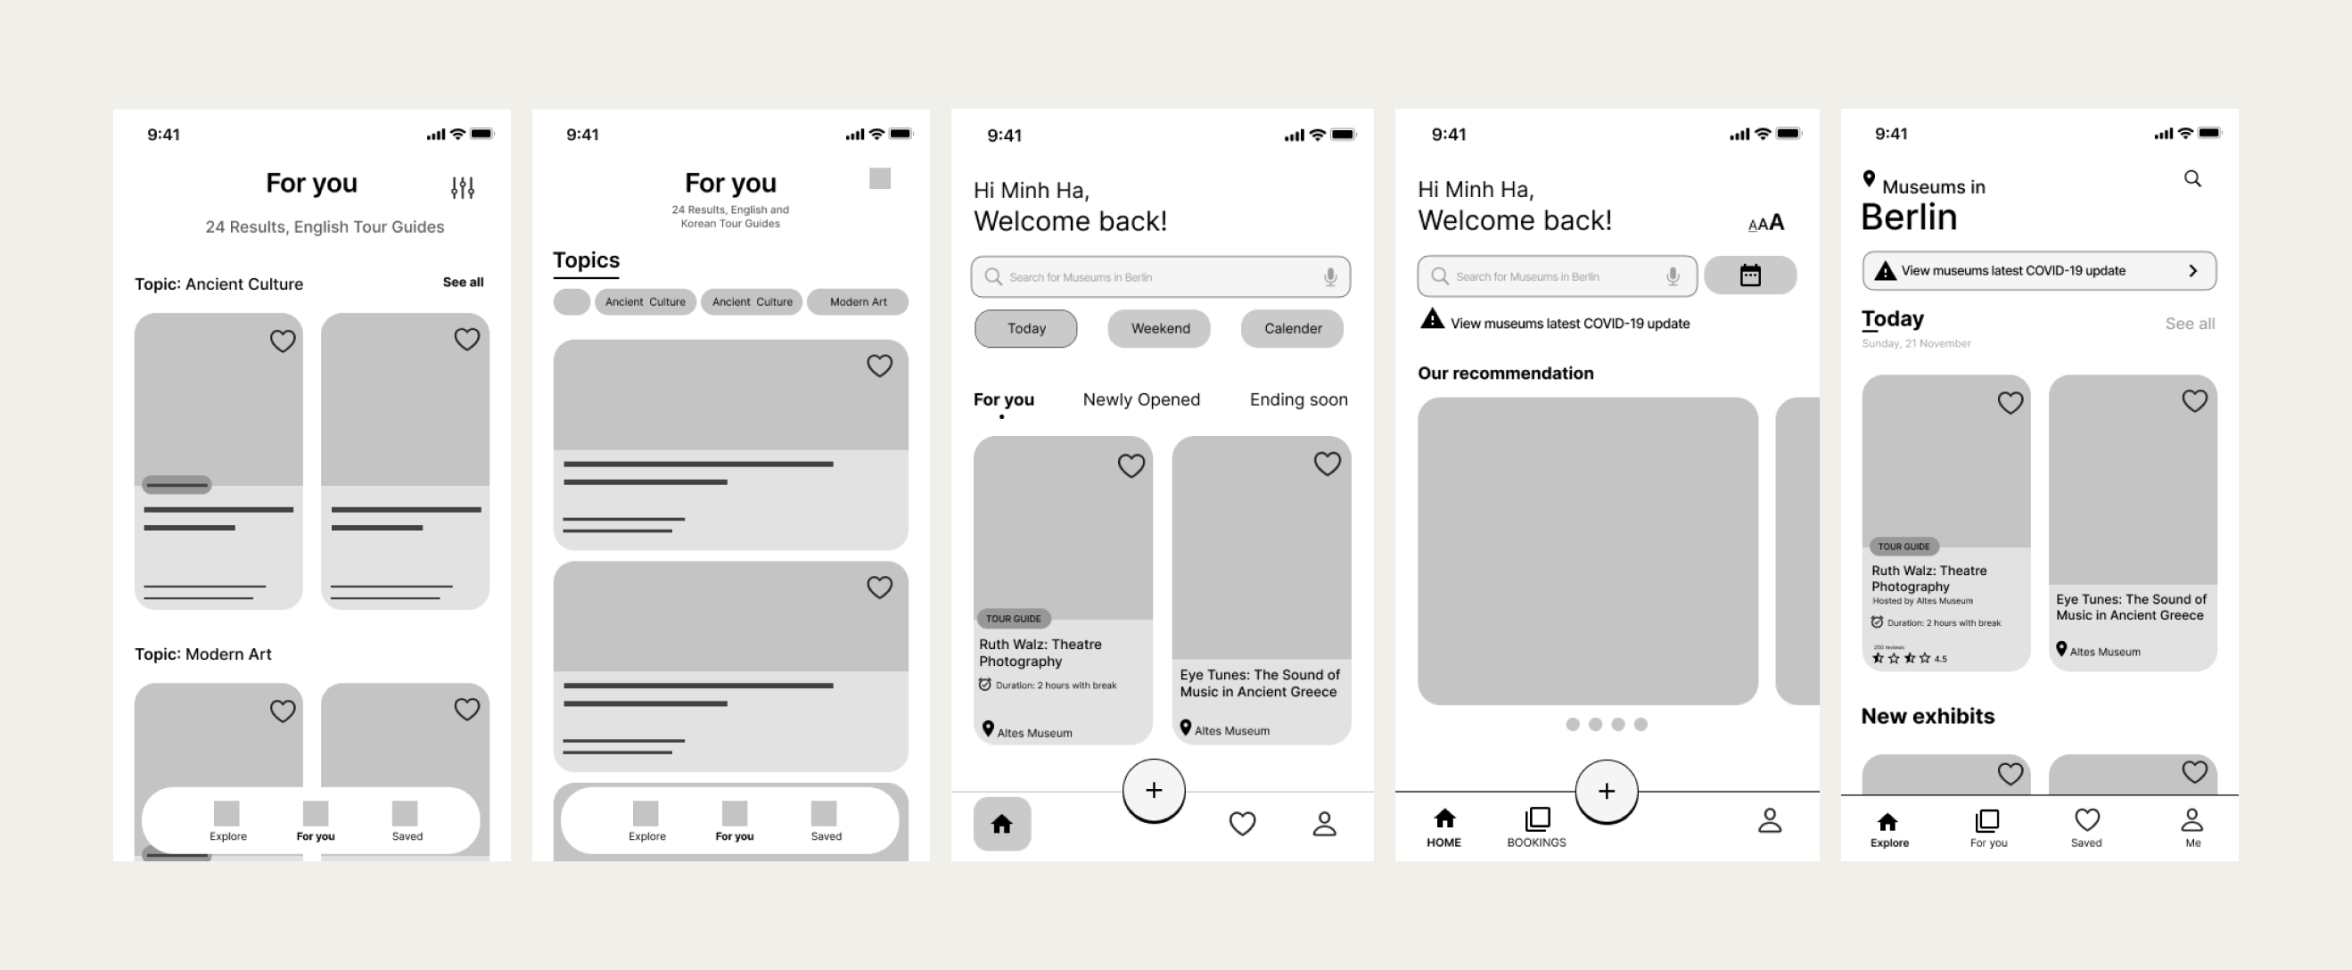 9:41
For you
24 Results, English Tour Guides
Topic: Ancient Culture
See all
Topic: Modern Art
Explore
For you
Saved
9:41
For you
24 Results, English and
Korean Tour Guides
Topics
Ancient Culture
Ancient Culture
Modern Art
Explore
For you
Saved
9:41
Hi Minh Ha,
Welcome back!
Search for Museums in Berlin
Today
Weekend
Calender
For you
Newly Opened
Ending soon
TOUR GUIDE
Ruth Walz: Theatre
Photography
Duration: 2 hours with break
Altes Museum
Eye Tunes: The Sound of
Music in Ancient Greece
Altes Museum
+
9:41
Hi Minh Ha,
Welcome back!
AAA
Search for Museums in Berlin
View museums latest COVID-19 update
Our recommendation
+
HOME
BOOKINGS
9:41
Museums in
Berlin
View museums latest COVID-19 update
Today
See all
Sunday, 21 November
TOUR GUIDE
Ruth Walz: Theatre
Photography
Hosted by Altes Museum
Duration: 2 hours with break
250 reviews
4.5
Eye Tunes: The Sound of
Music in Ancient Greece
Altes Museum
New exhibits
Explore
For you
Saved
Me